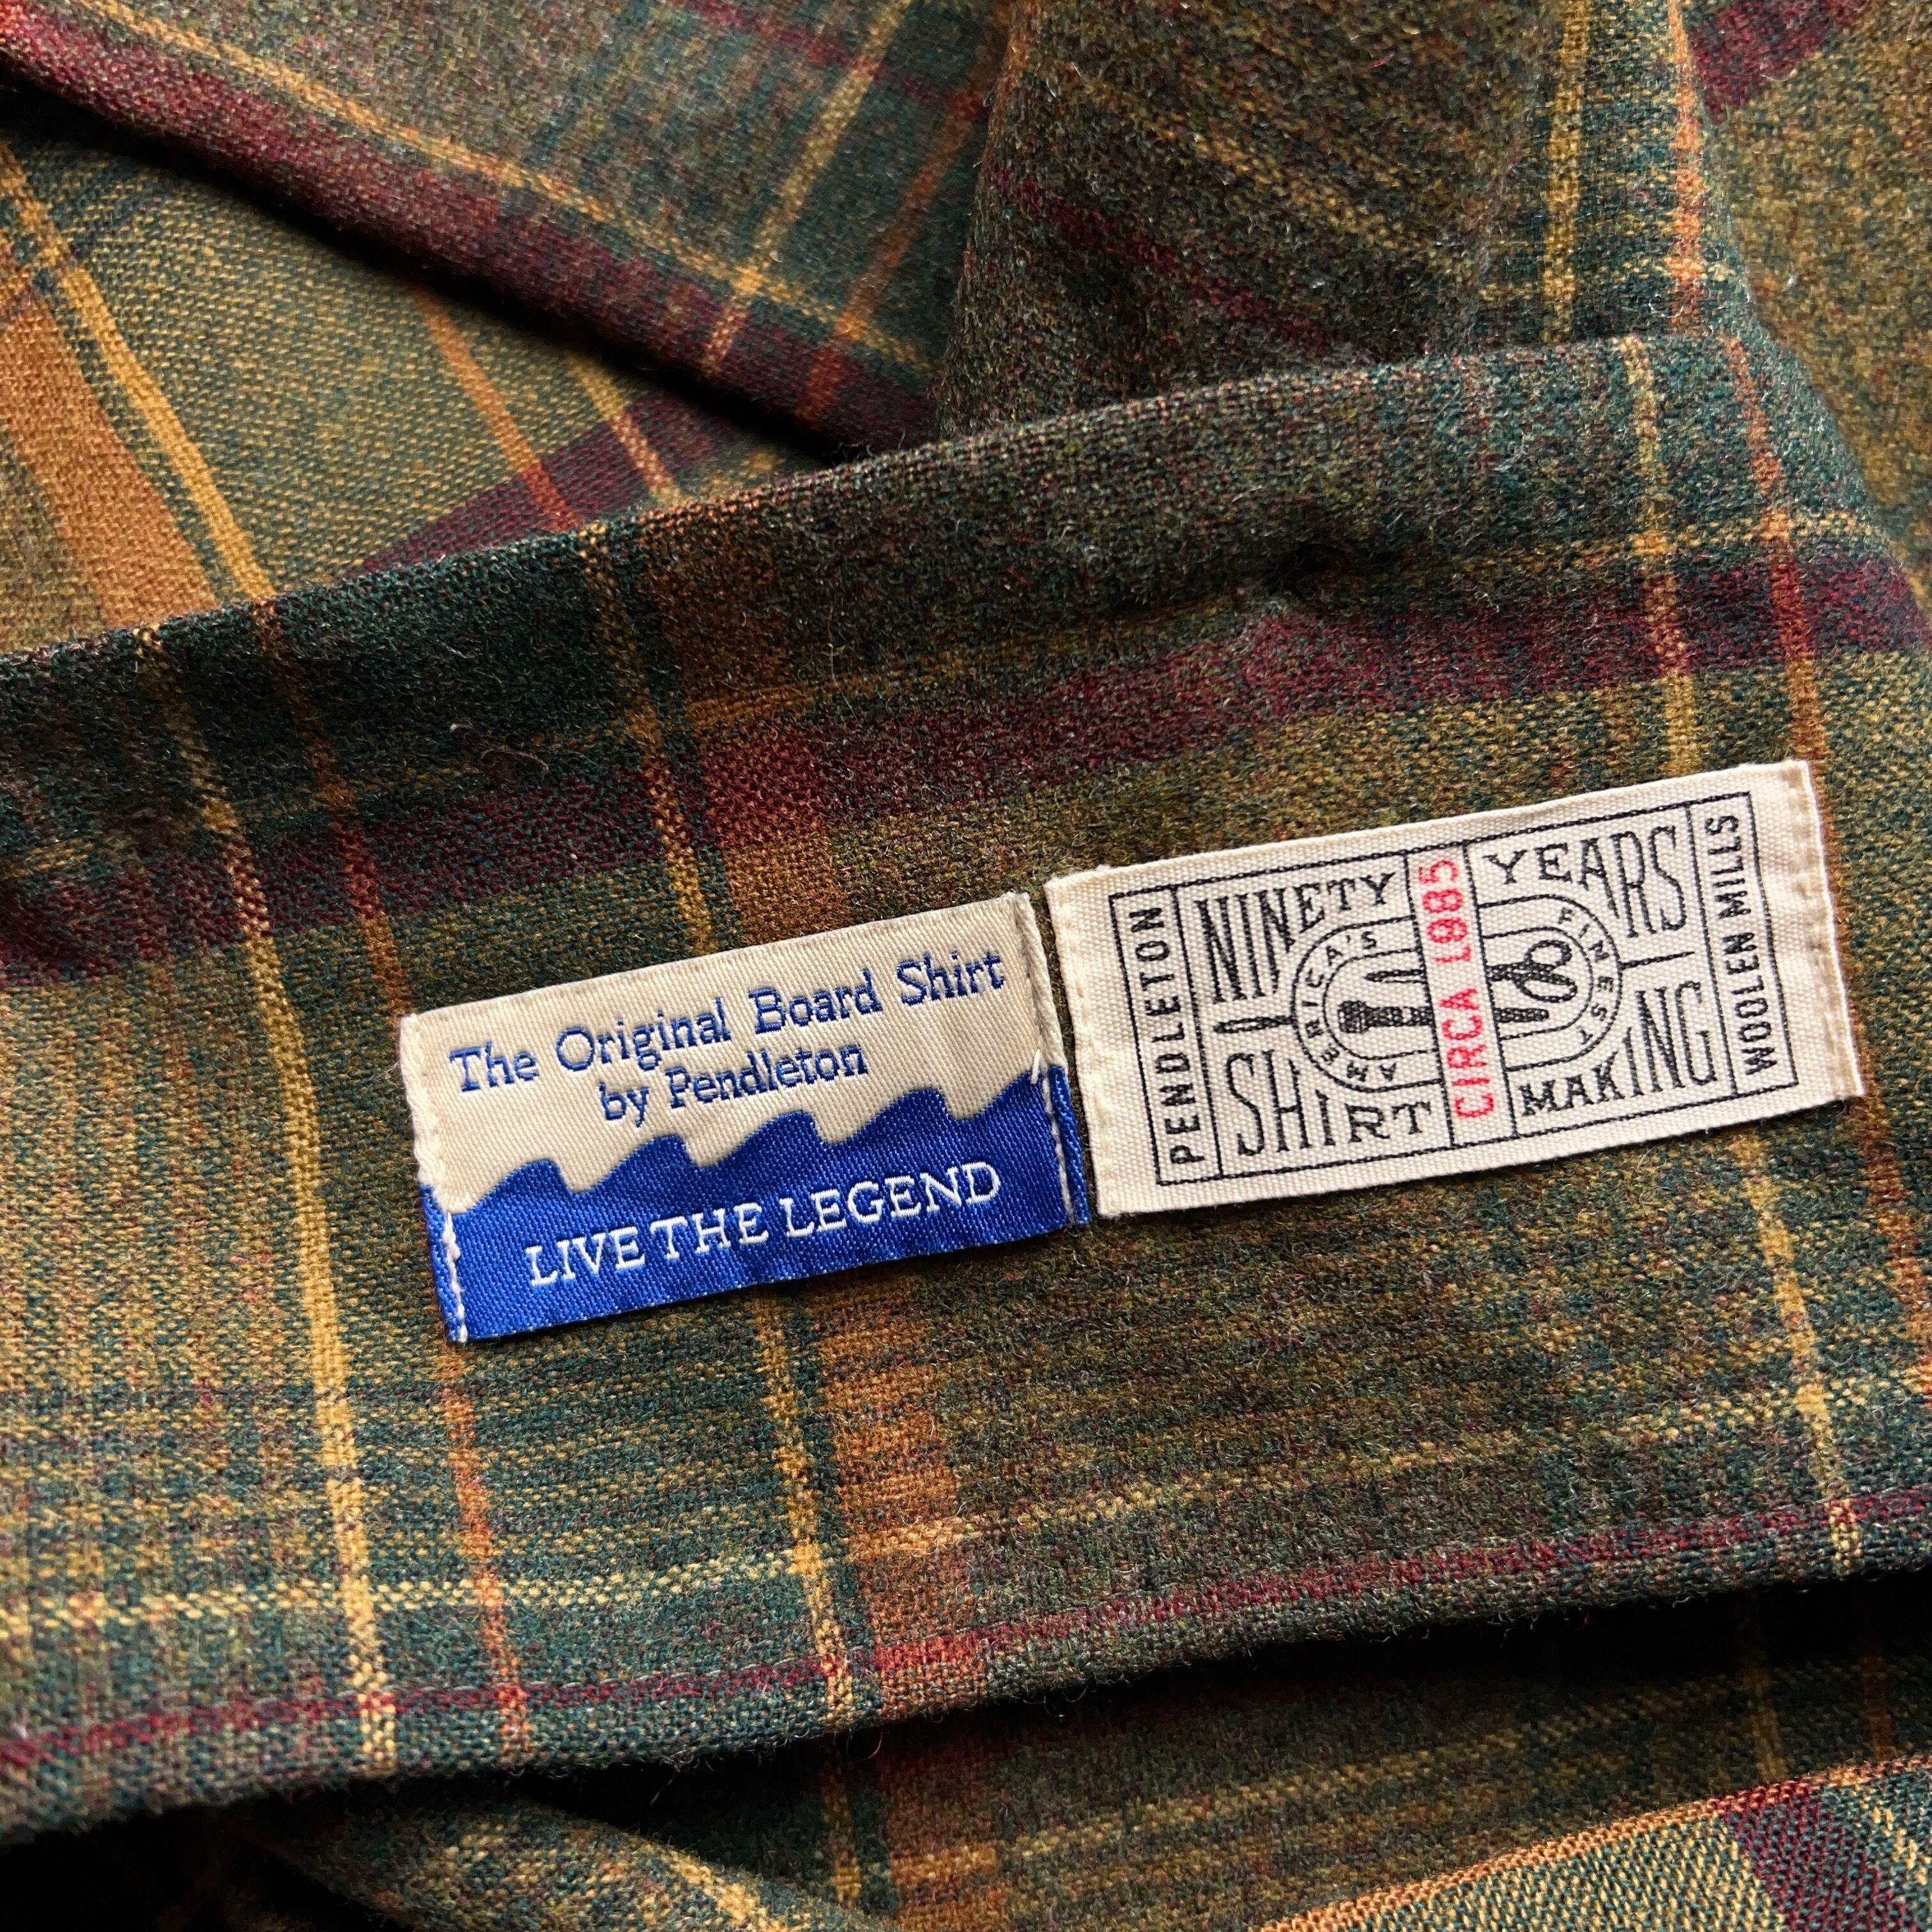 The Original Board Shirt
by Pendleton
LIVE THE LEGEND
PENDLETON
NINETY YEARS
AMERICA'S FINEST
CIRCA 1985
SHIRT MAKING
WOOLEN MILLS